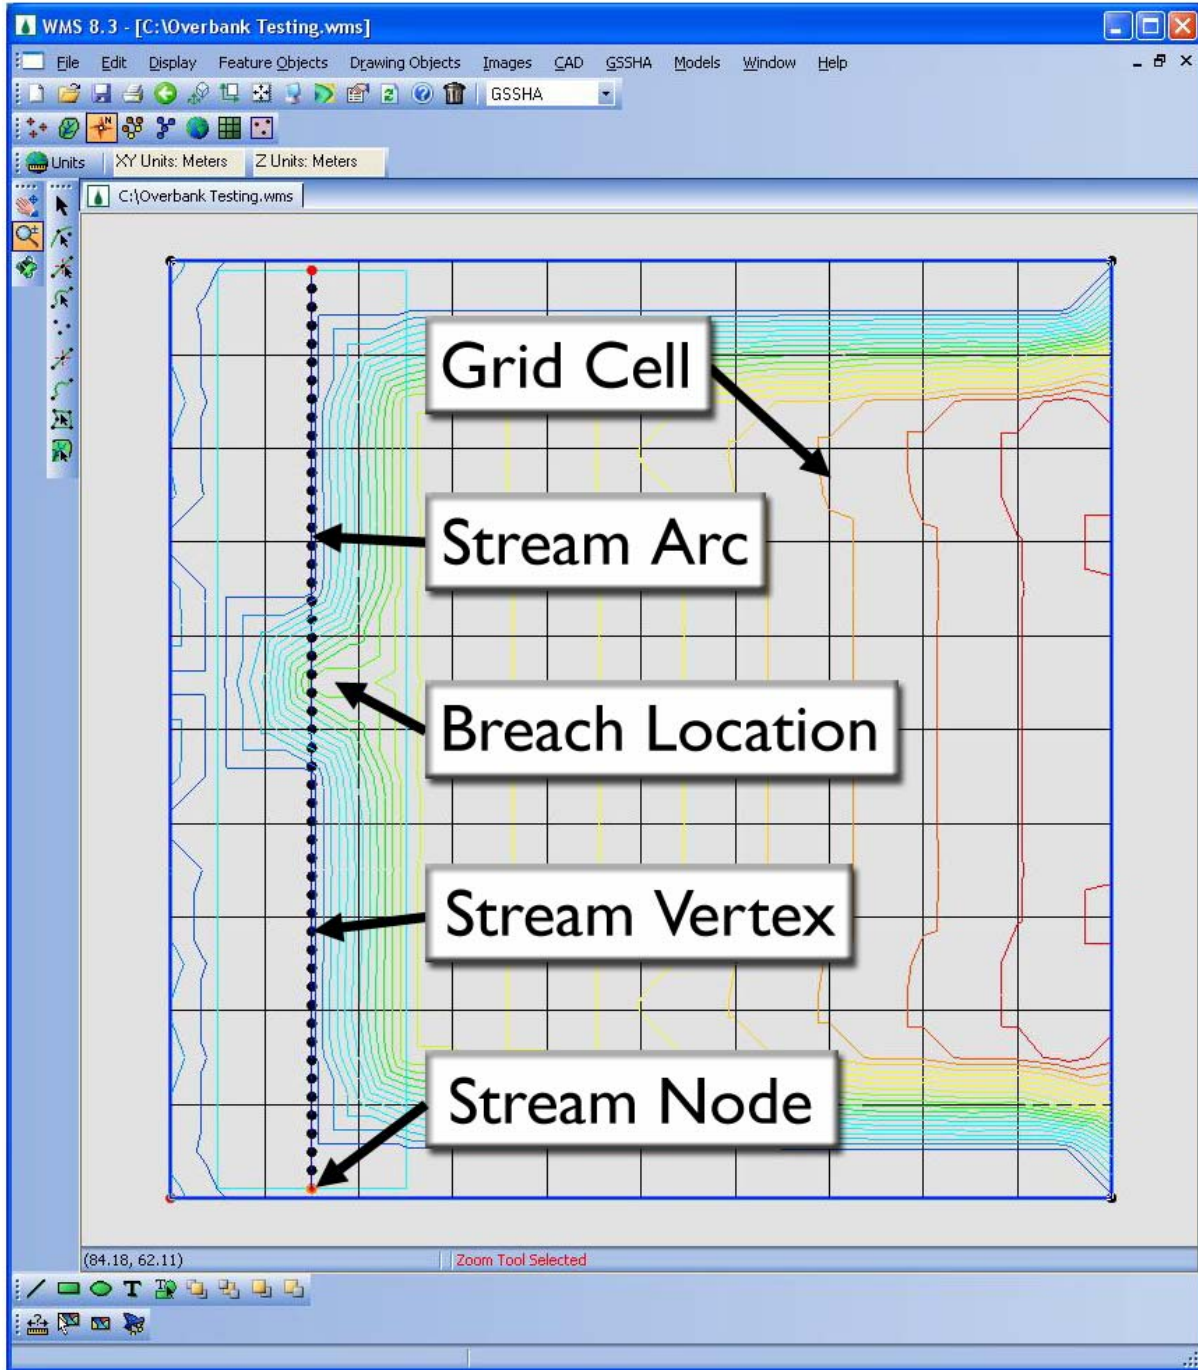 WMS 8.3 - [C:\Overbank Testing.wms]
File Edit Display Feature Objects Drawing Objects Images CAD GSSHA Models Window Help
GSSHA
Units XY Units: Meters Z Units: Meters
C:\Overbank Testing.wms
Grid Cell
Stream Arc
Breach Location
Stream Vertex
Stream Node
(84.18, 62.11) Zoom Tool Selected